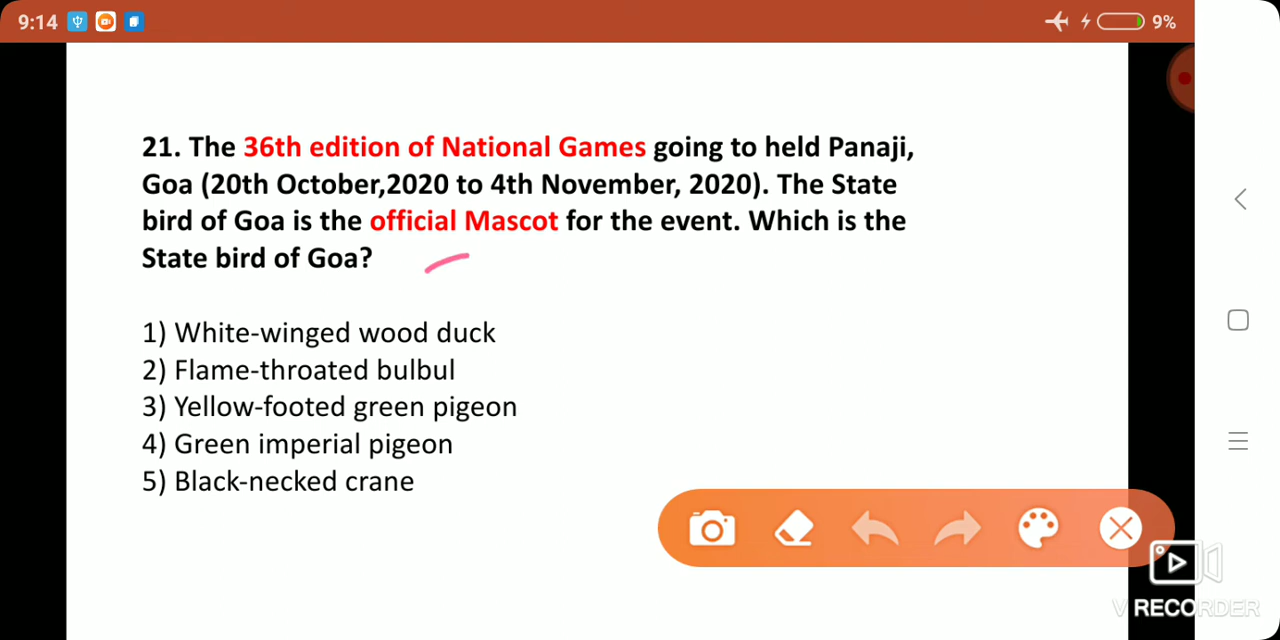 9:14
9%
21. The 36th edition of National Games going to held Panaji,
Goa (20th October,2020 to 4th November, 2020). The State
bird of Goa is the official Mascot for the event. Which is the
State bird of Goa?
1) White-winged wood duck
2) Flame-throated bulbul
3) Yellow-footed green pigeon
4) Green imperial pigeon
5) Black-necked crane
V RECORDER